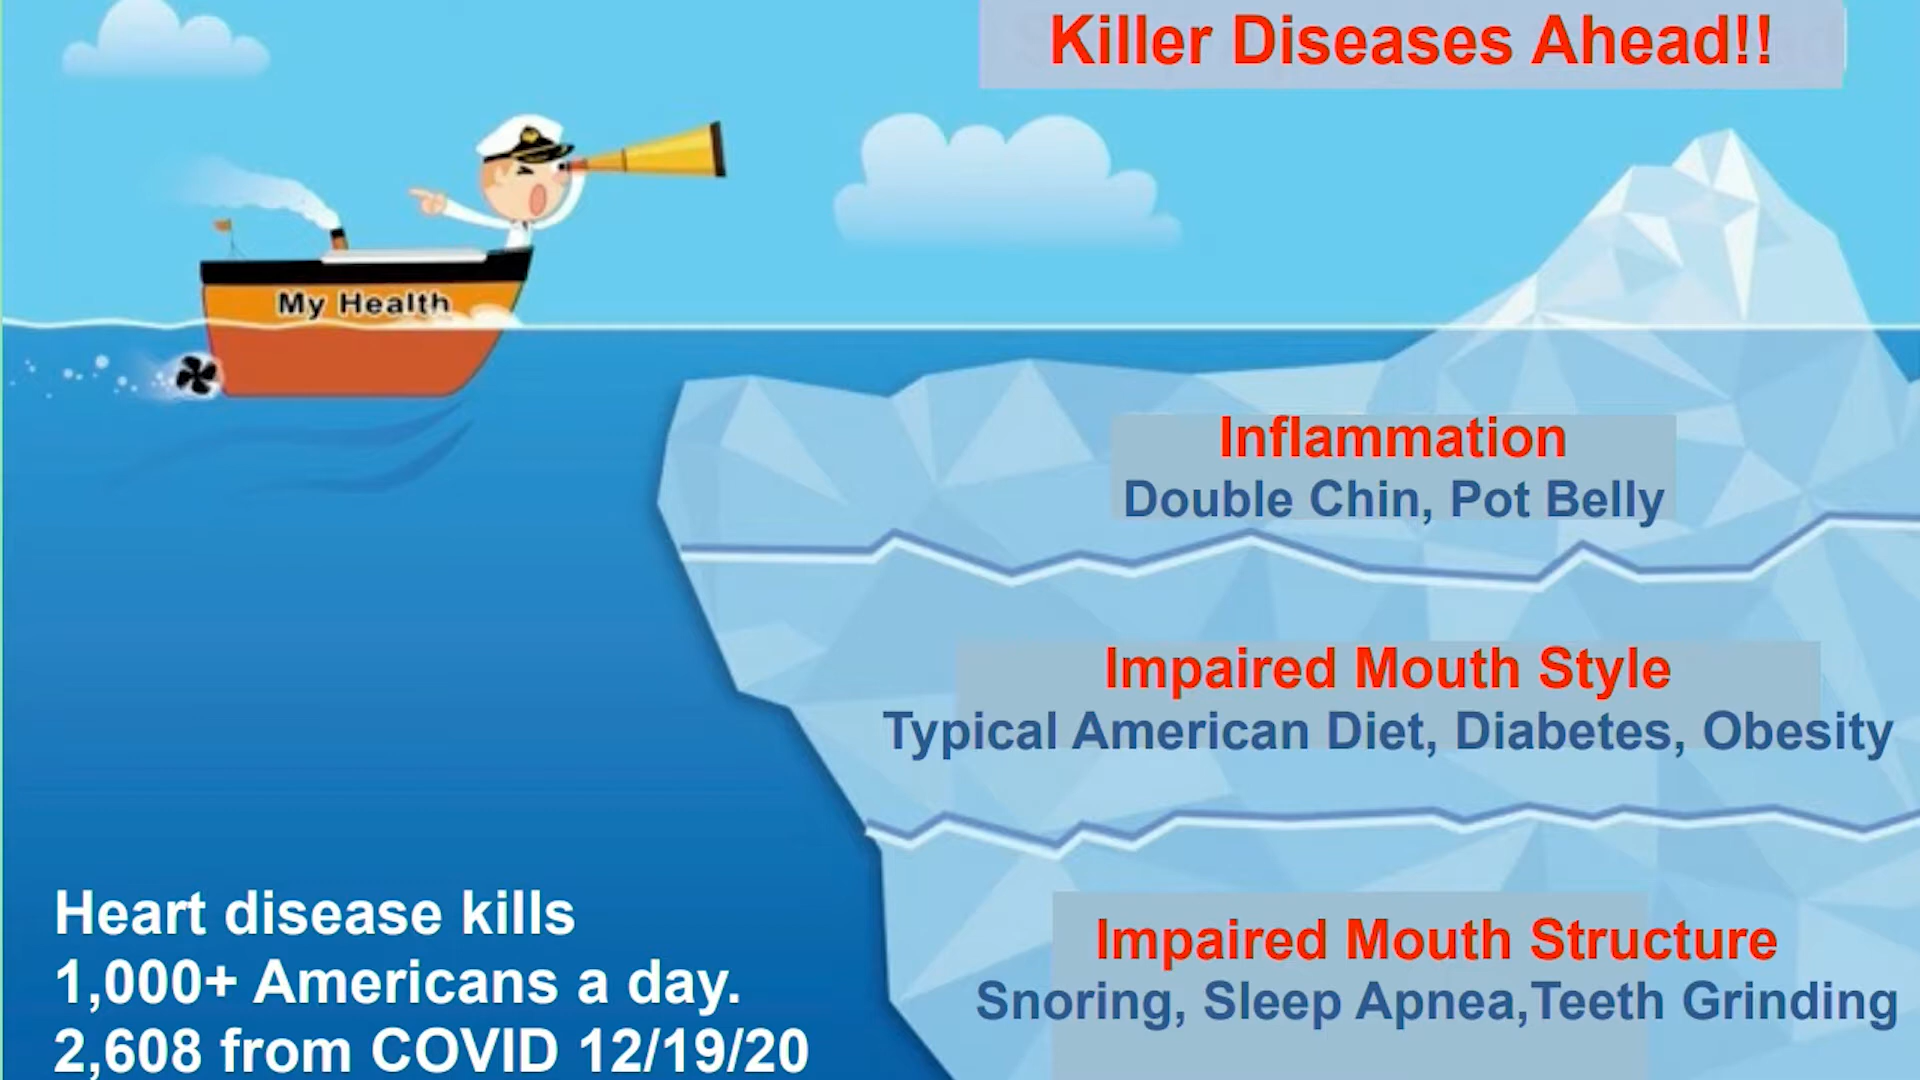 Killer Diseases Ahead!!
My Health
Inflammation
Double Chin, Pot Belly
Impaired Mouth Style
Typical American Diet, Diabetes, Obesity
Impaired Mouth Structure
Snoring, Sleep Apnea,Teeth Grinding
Heart disease kills
1,000+ Americans a day.
2,608 from COVID 12/19/20